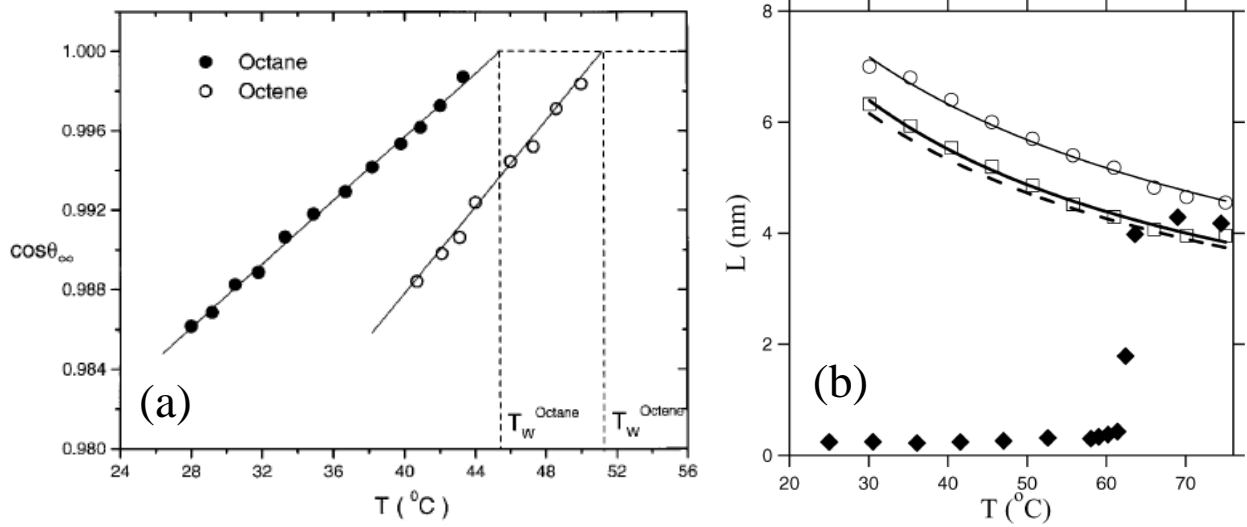 1.000
0.996
0.992
cosθ∞
0.988
0.984
0.980
● Octane
○ Octene
(a)
T_W^Octane
T_W^Octene
24 28 32 36 40 44 48 52 56
T (°C)
8
6
L (nm)
4
2
0
(b)
20 30 40 50 60 70
T (°C)